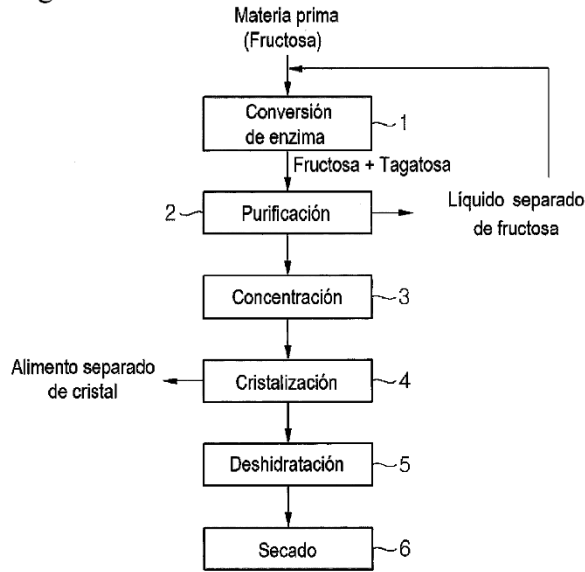 Materia prima
(Fructosa)
Conversión
de enzima
1
Fructosa + Tagatosa
2
Purificación
Líquido separado
de fructosa
Concentración
3
Alimento separado
de cristal
Cristalización
4
Deshidratación
5
Secado
6